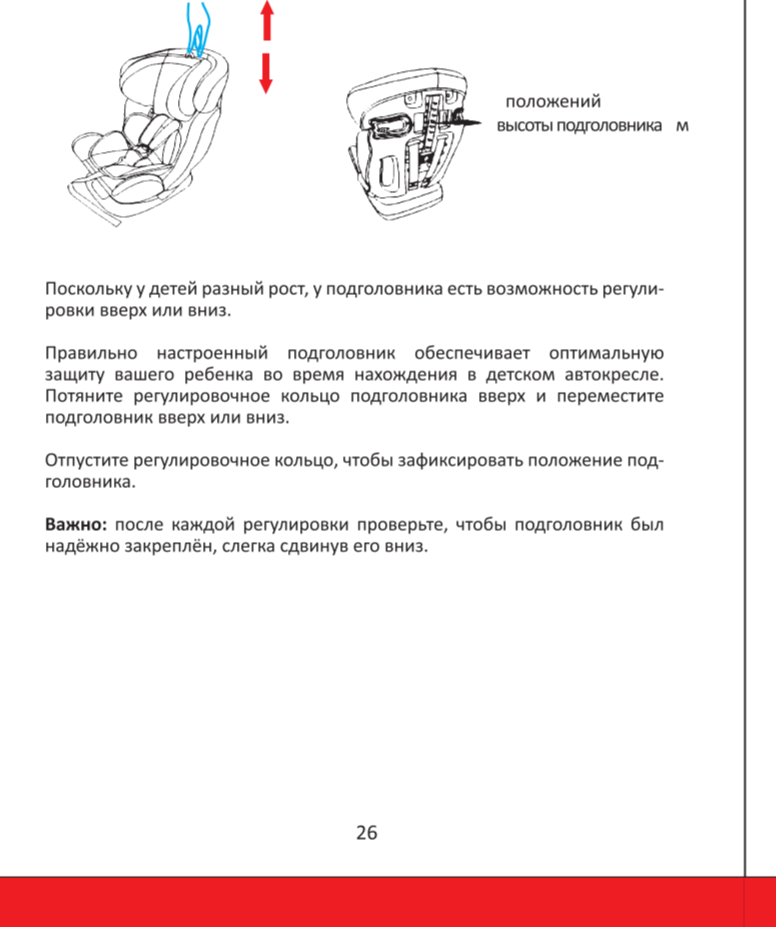 положений
высоты подголовника м
Поскольку у детей разный рост, у подголовника есть возможность регули-
ровки вверх или вниз.
Правильно настроенный подголовник обеспечивает оптимальную
защиту вашего ребенка во время нахождения в детском автокресле.
Потяните регулировочное кольцо подголовника вверх и переместите
подголовник вверх или вниз.
Отпустите регулировочное кольцо, чтобы зафиксировать положение под-
головника.
Важно: после каждой регулировки проверьте, чтобы подголовник был
надёжно закреплён, слегка сдвинув его вниз.
26